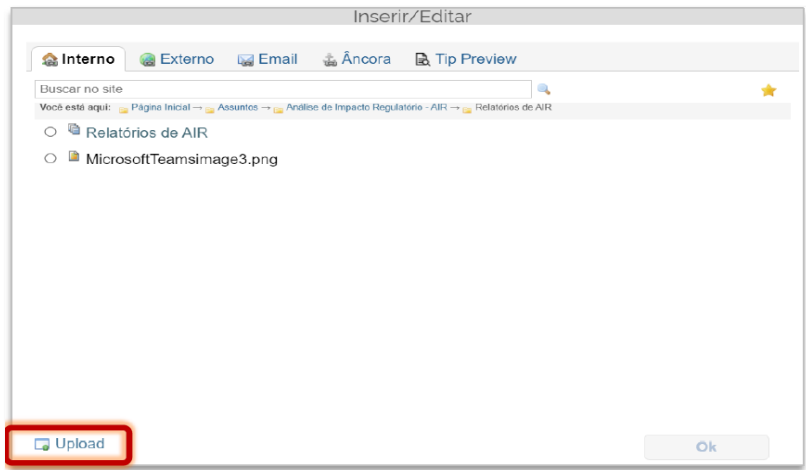 Inserir/Editar
Interno Externo Email Âncora Tip Preview
Buscar no site
Você está aqui: Página Inicial → Assuntos → Análise de Impacto Regulatório - AIR → Relatórios de AIR
Relatórios de AIR
MicrosoftTeamsimage3.png
Upload Ok